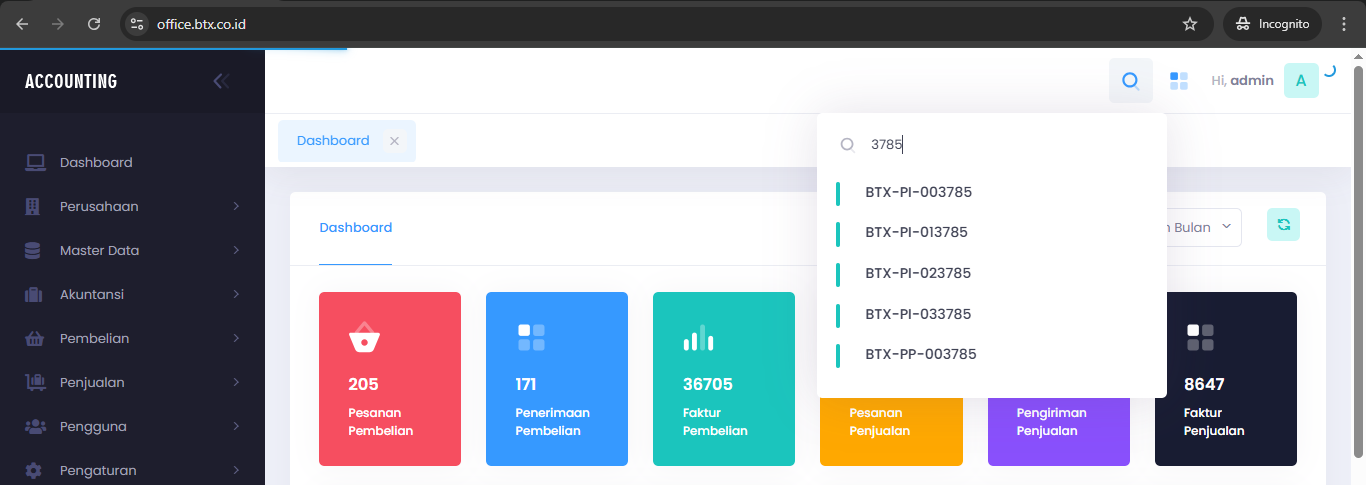 office.btx.co.id
Incognito
ACCOUNTING
Hi, admin
A
Dashboard
3785
BTX-PI-003785
BTX-PI-013785
BTX-PI-023785
BTX-PI-033785
BTX-PP-003785
Dashboard
Perusahaan
Master Data
Akuntansi
Pembelian
Penjualan
Pengguna
Pengaturan
Dashboard
Bulan
205
Pesanan
Pembelian
171
Penerimaan
Pembelian
36705
Faktur
Pembelian
Pesanan
Penjualan
Pengiriman
Penjualan
8647
Faktur
Penjualan